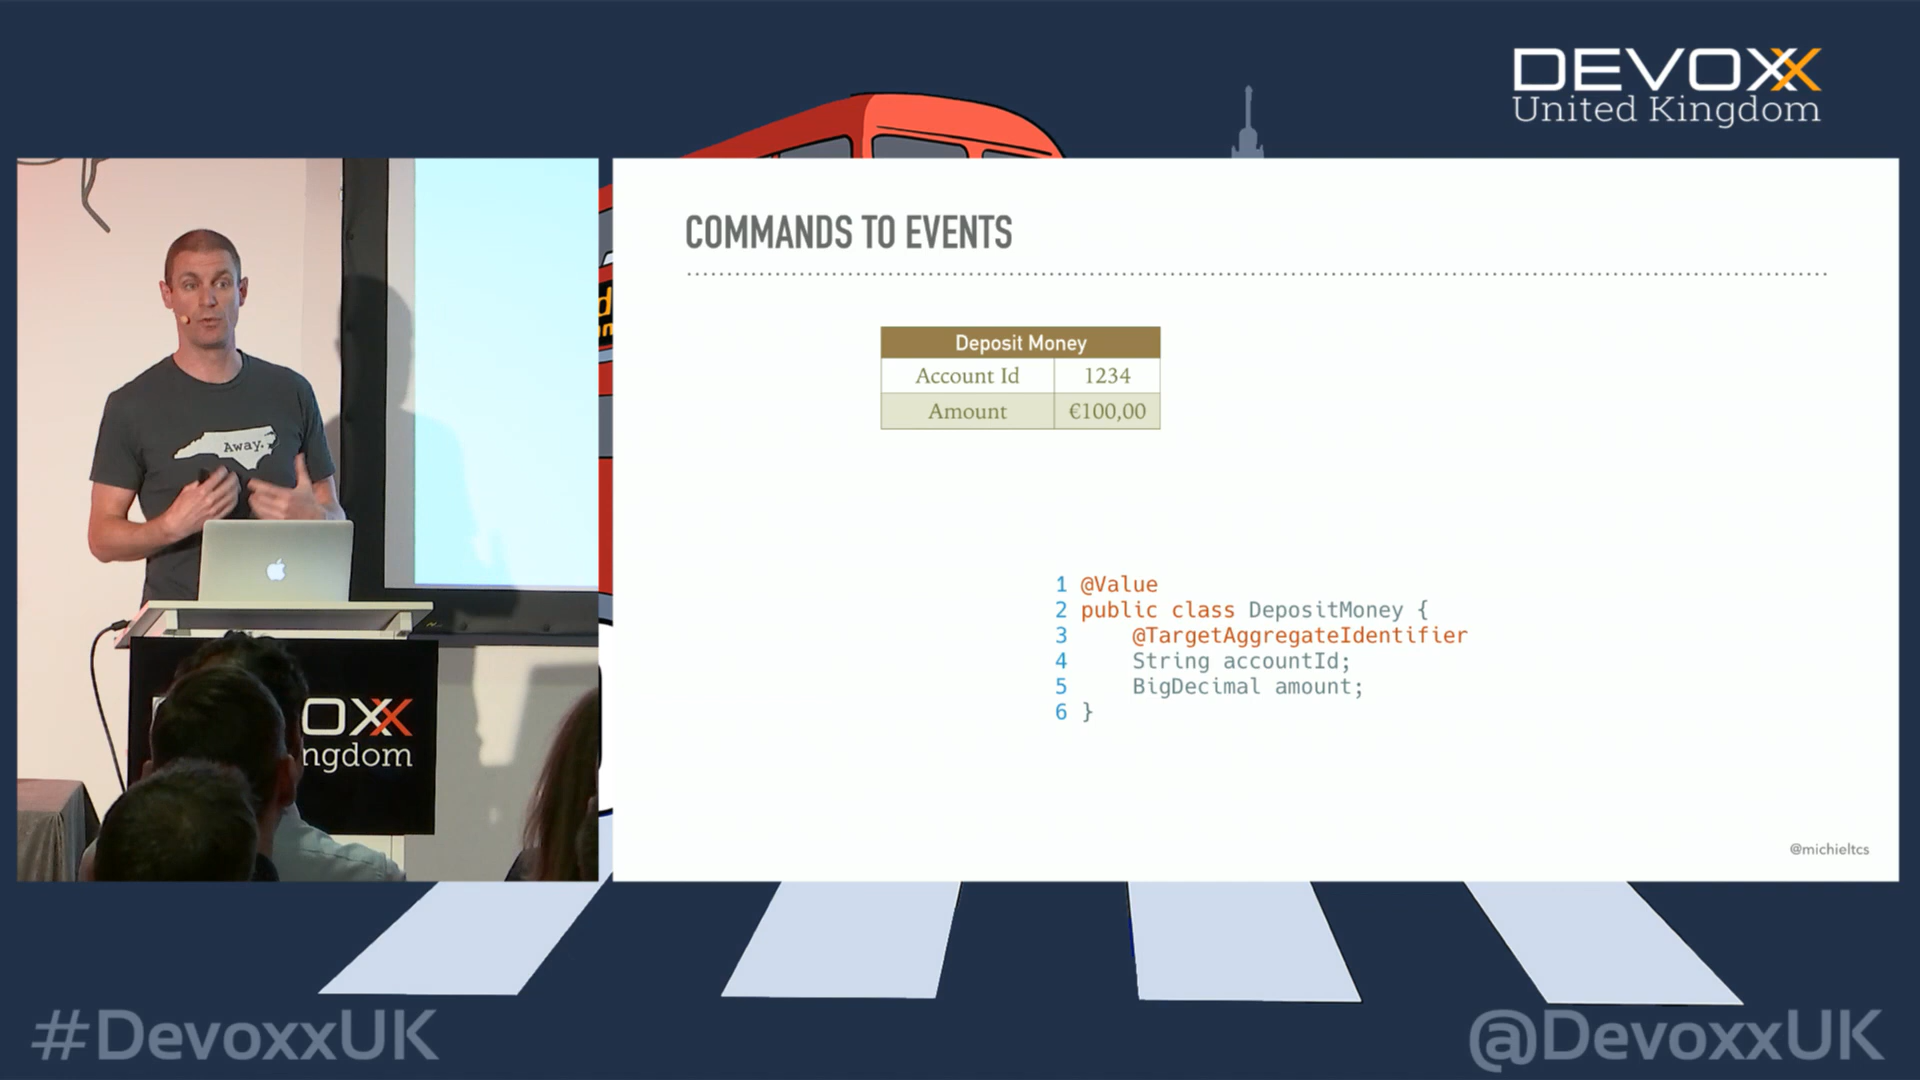 DEVOXX
United Kingdom
COMMANDS TO EVENTS
Deposit Money
Account Id 1234
Amount €100,00
1 @Value
2 public class DepositMoney {
3 @TargetAggregateIdentifier
4 String accountId;
5 BigDecimal amount;
6 }
@michieltcs
Away.
OXX
ngdom
#DevoxxUK
@DevoxxUK